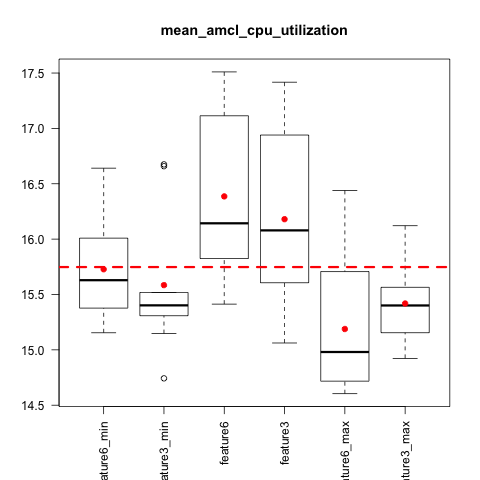 mean_amcl_cpu_utilization
17.5
17.0
16.5
16.0
15.5
15.0
14.5
ature6_min
ature3_min
feature6
feature3
ture6_max
ture3_max